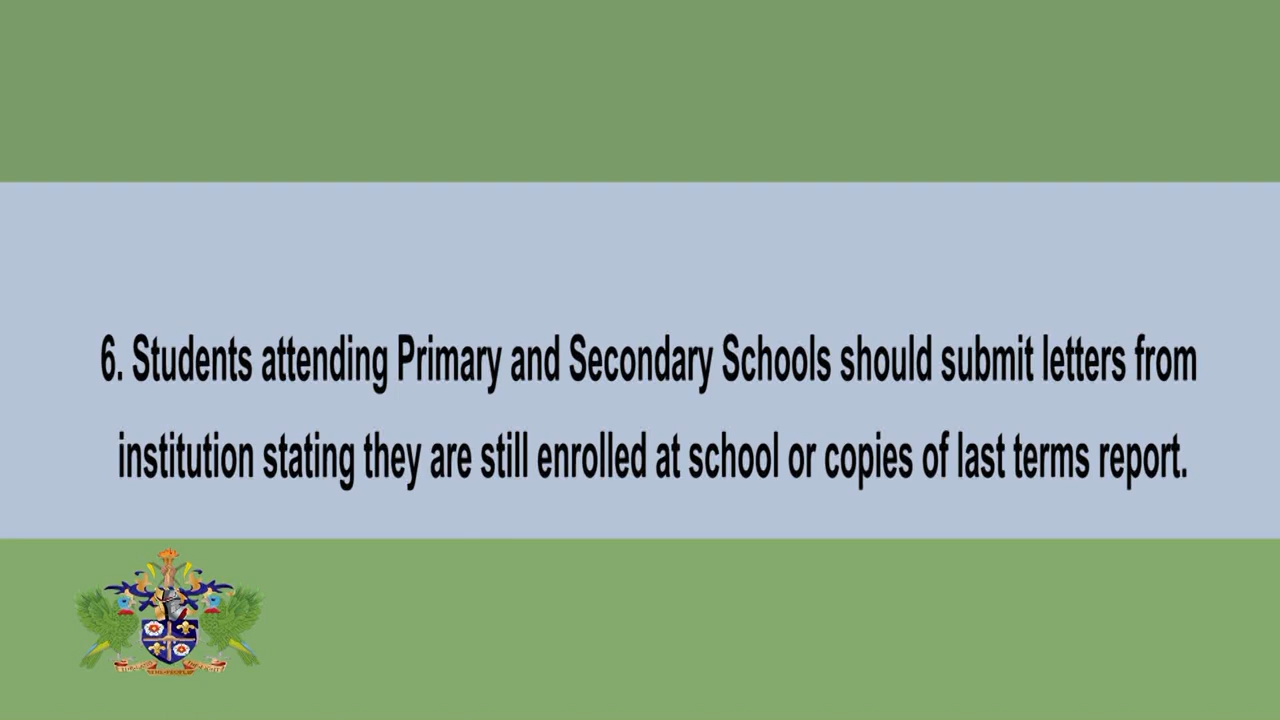 6. Students attending Primary and Secondary Schools should submit letters from
institution stating they are still enrolled at school or copies of last terms report.